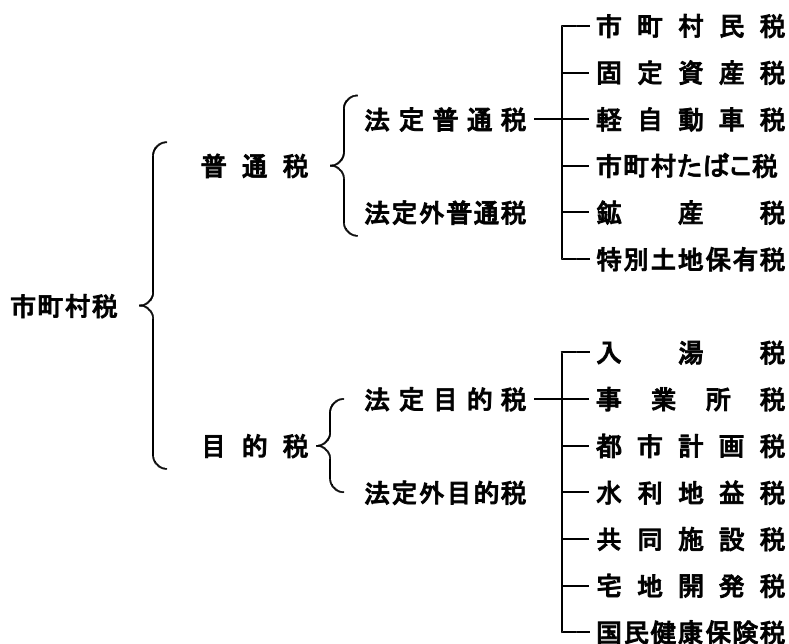 市町村民税
固定資産税
法定普通税
軽自動車税
普通税
市町村たばこ税
法定外普通税
鉱産税
特別土地保有税
市町村税
入湯税
法定目的税
事業所税
目的税
都市計画税
法定外目的税
水利地益税
共同施設税
宅地開発税
国民健康保険税